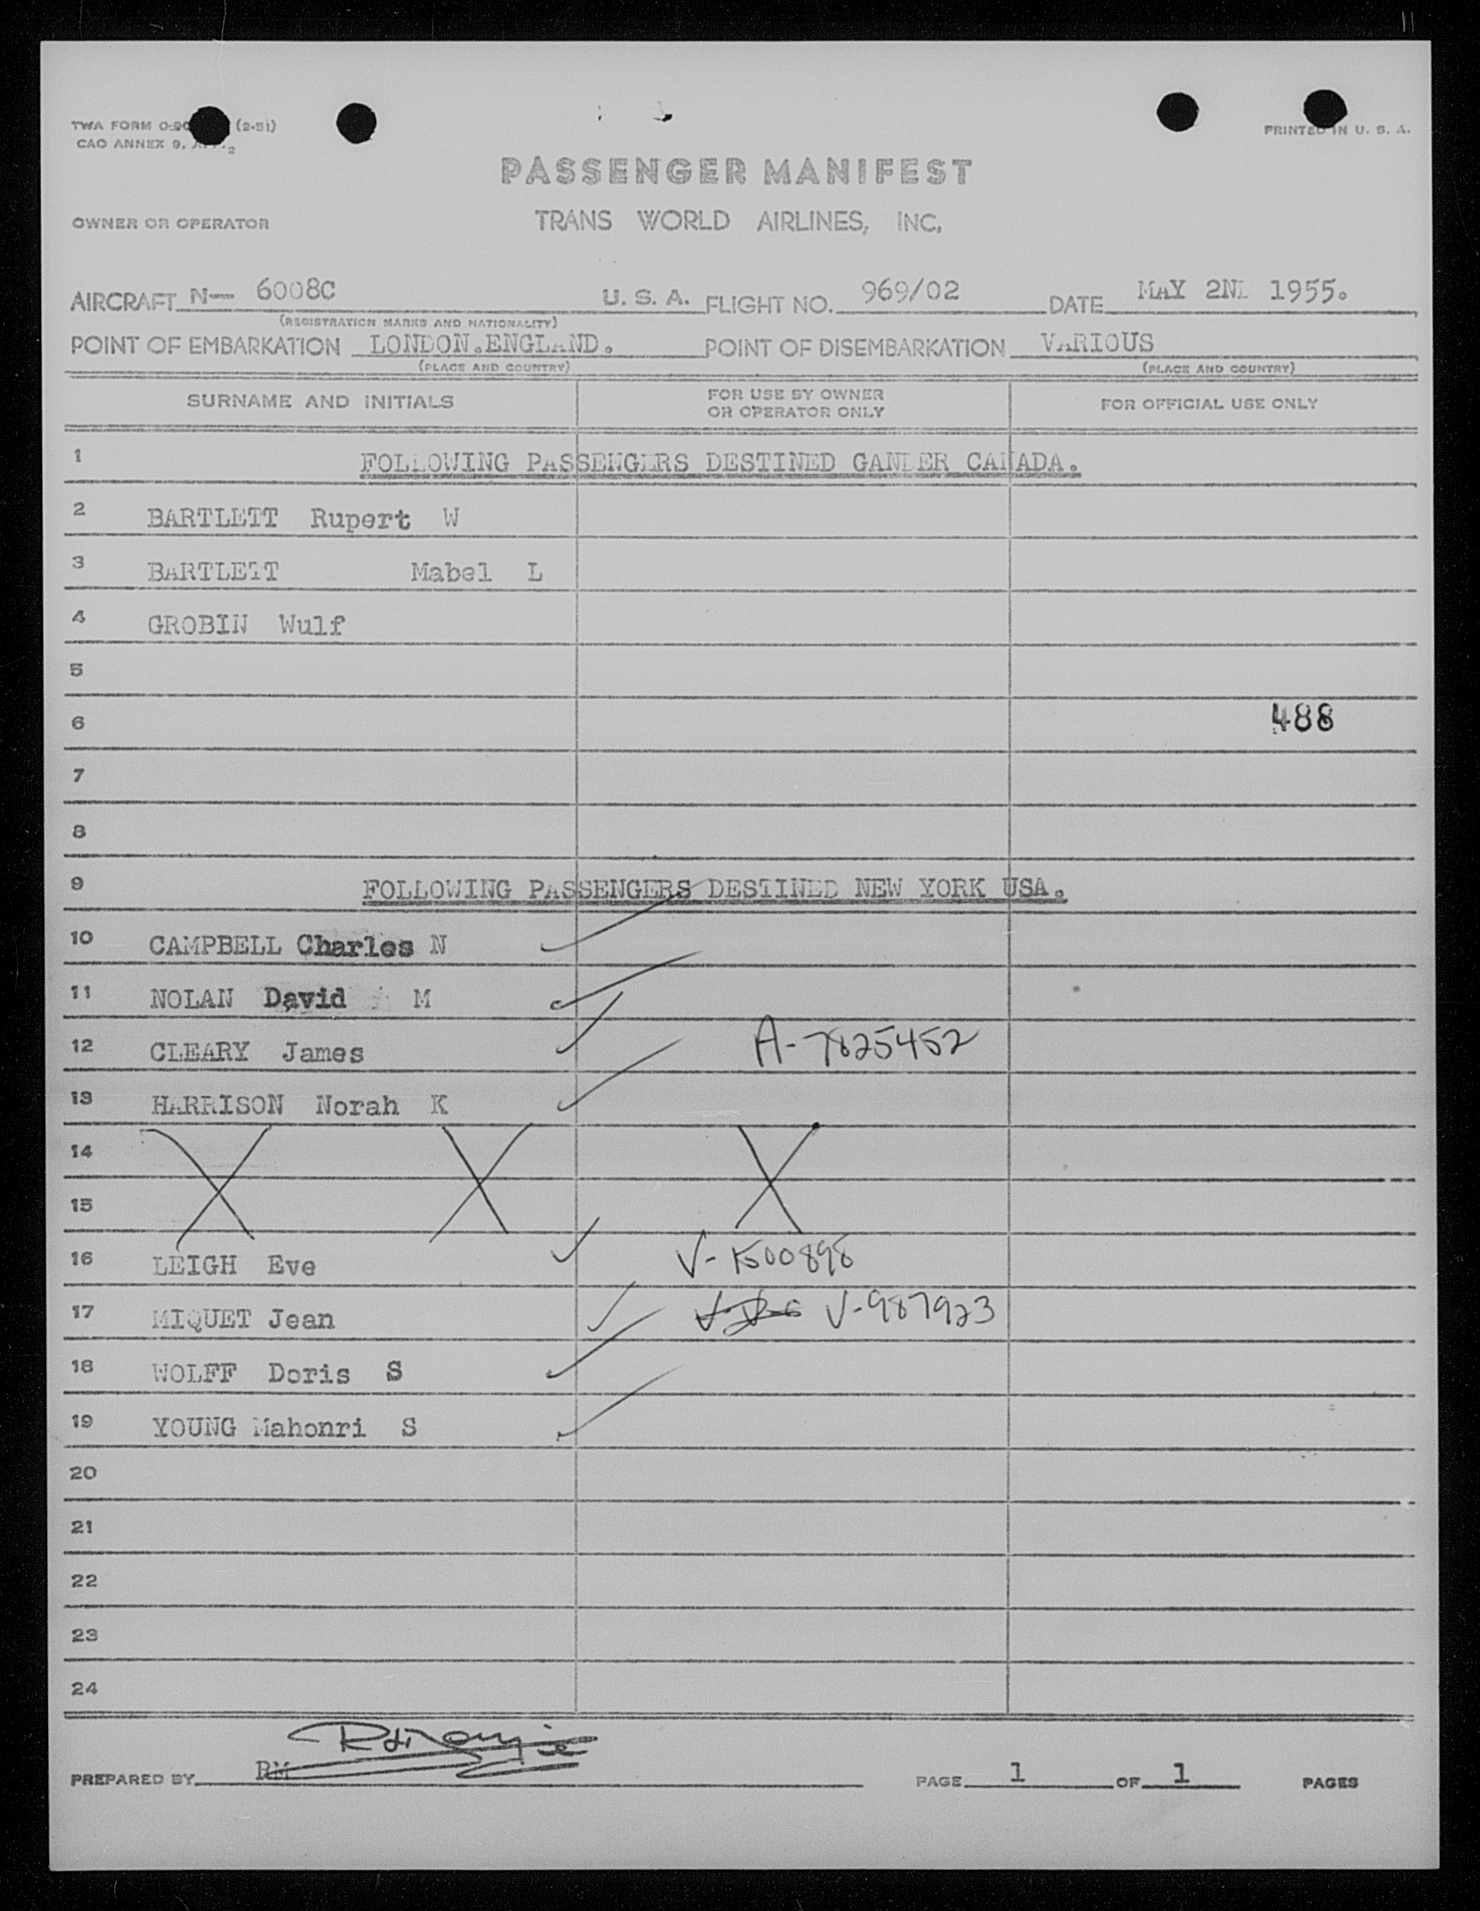 TWA FORM (2-51)
PRINTED IN U. S. A.
CAO ANNEX 9,
PASSENGER MANIFEST
OWNER OR OPERATOR
TRANS WORLD AIRLINES, INC.
AIRCRAFT N- 6008C U. S. A. FLIGHT NO. 969/02 DATE MAY 2ND 1955.
(REGISTRATION MARKS AND NATIONALITY)
POINT OF EMBARKATION LONDON.ENGLAND. POINT OF DISEMBARKATION VARIOUS
(PLACE AND COUNTRY) (PLACE AND COUNTRY)
SURNAME AND INITIALS FOR USE BY OWNER OR OPERATOR ONLY FOR OFFICIAL USE ONLY
1 FOLLOWING PASSENGERS DESTINED GANDER CANADA.
2 BARTLETT Rupert W
3 BARTLETT Mabel L
4 GROBIN Wulf
5
6 488
7
8
9 FOLLOWING PASSENGERS DESTINED NEW YORK USA.
10 CAMPBELL Charles N
11 NOLAN David M
12 CLEARY James A-7825452
13 HARRISON Norah K
14
15
16 LEIGH Eve V-1500898
17 MIQUET Jean V-987923
18 WOLFF Doris S
19 YOUNG Mahonri S
20
21
22
23
24
PREPARED BY RM PAGE 1 OF 1 PAGES